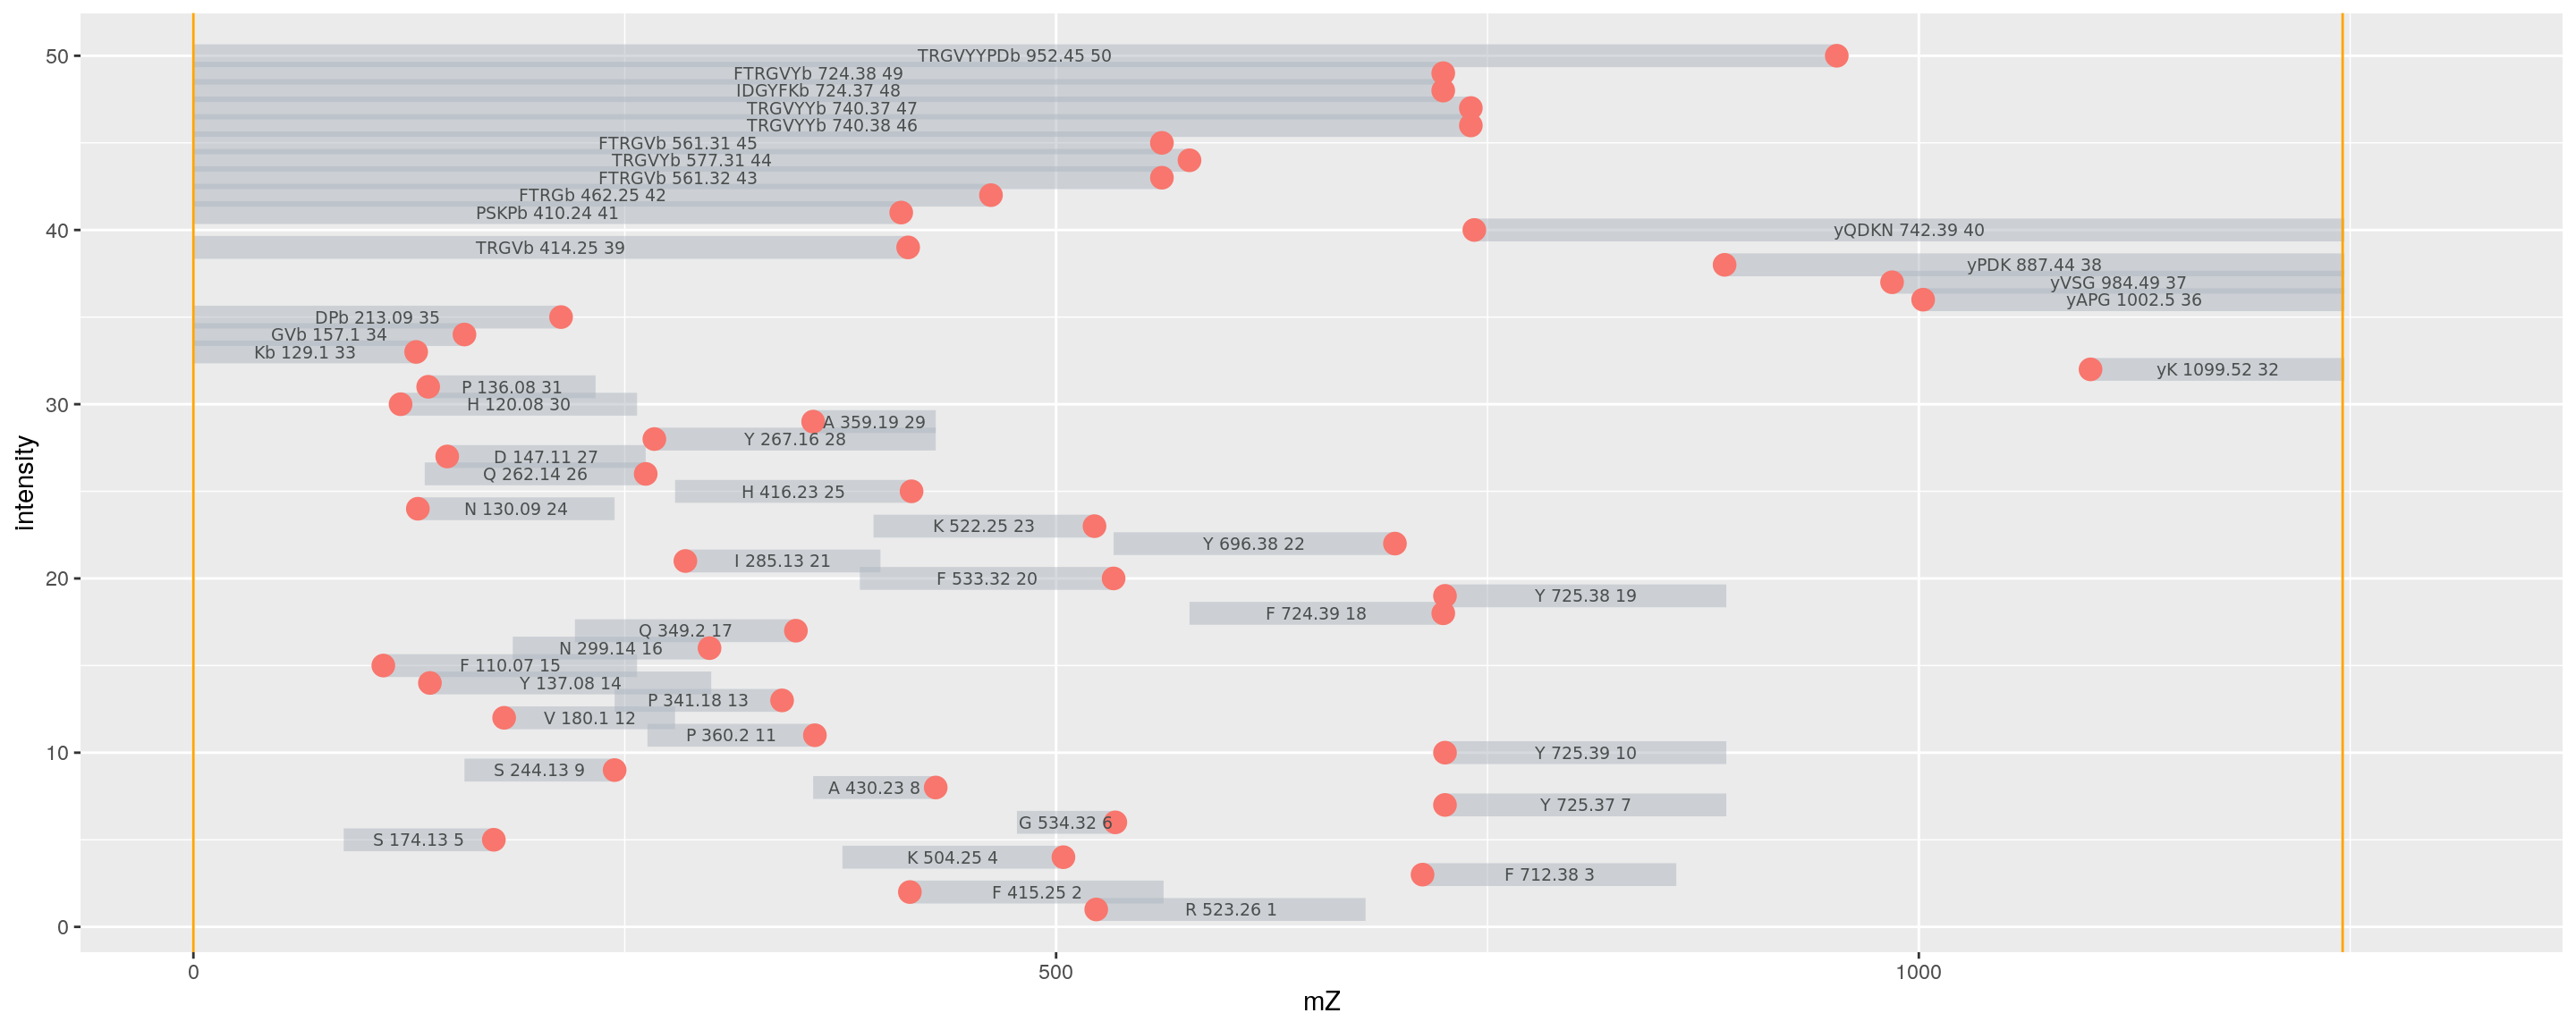 50
TRGVYYPDb 952.45 50
FTRGVYb 724.38 49
IDGYFKb 724.37 48
TRGVYYb 740.37 47
TRGVYYb 740.38 46
FTRGVb 561.31 45
TRGVYb 577.31 44
FTRGVb 561.32 43
FTRGb 462.25 42
PSKPb 410.24 41
40
yQDKN 742.39 40
TRGVb 414.25 39
yPDK 887.44 38
yVSG 984.49 37
yAPG 1002.5 36
DPb 213.09 35
GVb 157.1 34
Kb 129.1 33
yK 1099.52 32
P 136.08 31
30
H 120.08 30
A 359.19 29
Y 267.16 28
D 147.11 27
Q 262.14 26
H 416.23 25
N 130.09 24
K 522.25 23
Y 696.38 22
I 285.13 21
20
F 533.32 20
Y 725.38 19
F 724.39 18
Q 349.2 17
N 299.14 16
F 110.07 15
Y 137.08 14
P 341.18 13
V 180.1 12
P 360.2 11
10
Y 725.39 10
S 244.13 9
A 430.23 8
Y 725.37 7
G 534.32 6
S 174.13 5
K 504.25 4
F 712.38 3
F 415.25 2
R 523.26 1
0
intensity
0 500 1000
mZ